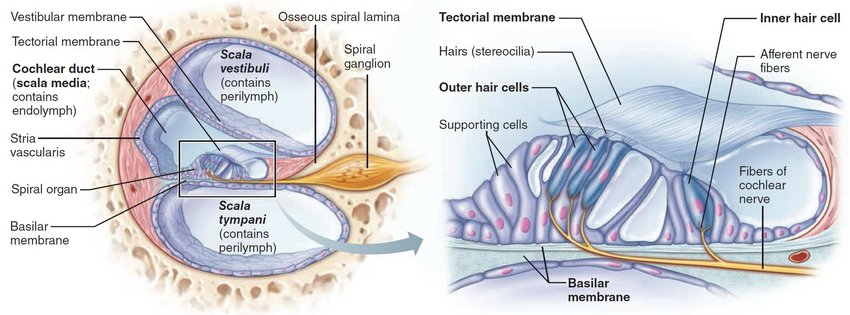 Vestibular membrane
Tectorial membrane
Cochlear duct
(scala media;
contains
endolymph)
Stria
vascularis
Spiral organ
Basilar
membrane
Scala
vestibuli
(contains
perilymph)
Scala
tympani
(contains
perilymph)
Osseous spiral lamina
Spiral
ganglion
Tectorial membrane
Hairs (stereocilia)
Outer hair cells
Supporting cells
Inner hair cell
Afferent nerve
fibers
Fibers of
cochlear
nerve
Basilar
membrane